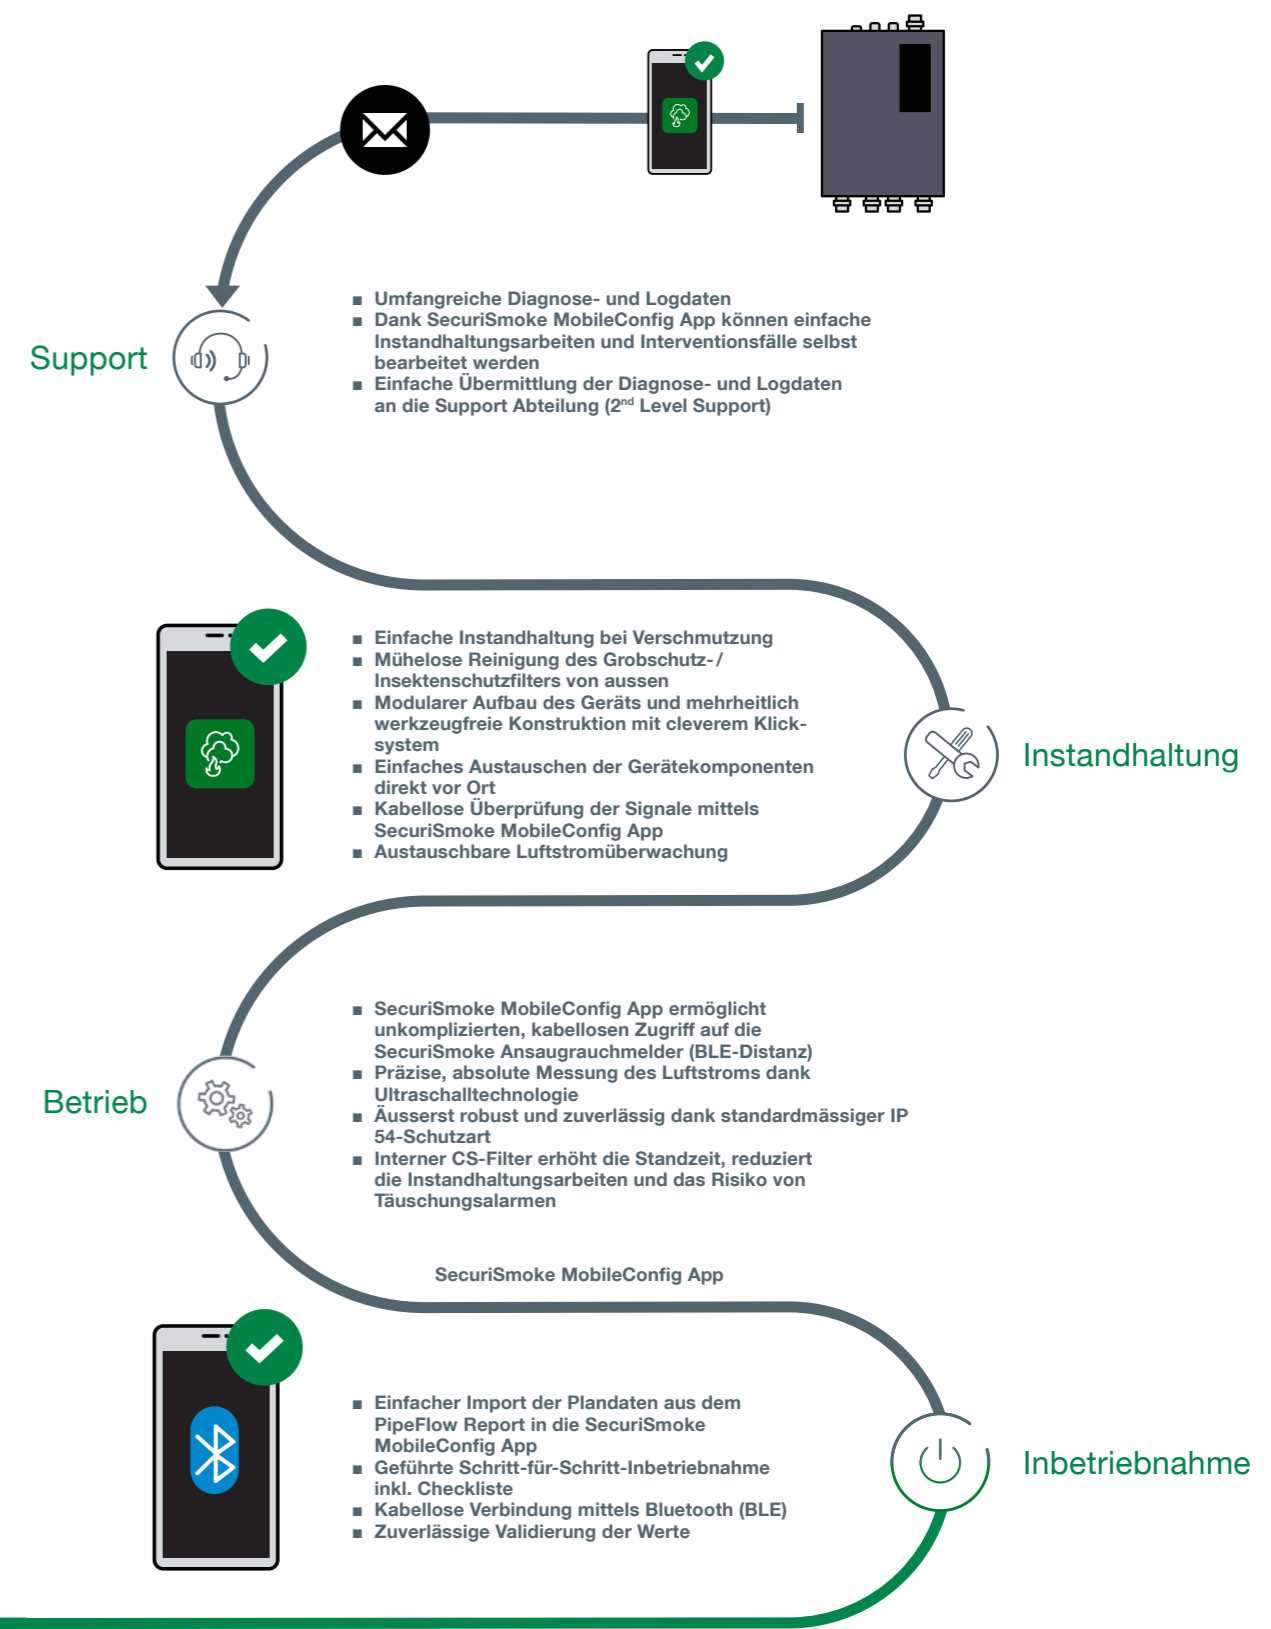 Support
■ Umfangreiche Diagnose- und Logdaten
■ Dank SecuriSmoke MobileConfig App können einfache
Instandhaltungsarbeiten und Interventionsfälle selbst
bearbeitet werden
■ Einfache Übermittlung der Diagnose- und Logdaten
an die Support Abteilung (2nd Level Support)
■ Einfache Instandhaltung bei Verschmutzung
■ Mühelose Reinigung des Grobschutz-/
Insektenschutzfilters von aussen
■ Modularer Aufbau des Geräts und mehrheitlich
werkzeugfreie Konstruktion mit cleverem Klick-
system
■ Einfaches Austauschen der Gerätekomponenten
direkt vor Ort
■ Kabellose Überprüfung der Signale mittels
SecuriSmoke MobileConfig App
■ Austauschbare Luftstromüberwachung
Instandhaltung
Betrieb
■ SecuriSmoke MobileConfig App ermöglicht
unkomplizierten, kabellosen Zugriff auf die
SecuriSmoke Ansaugrauchmelder (BLE-Distanz)
■ Präzise, absolute Messung des Luftstroms dank
Ultraschalltechnologie
■ Äusserst robust und zuverlässig dank standardmässiger IP
54-Schutzart
■ Interner CS-Filter erhöht die Standzeit, reduziert
die Instandhaltungsarbeiten und das Risiko von
Täuschungsalarmen
SecuriSmoke MobileConfig App
■ Einfacher Import der Plandaten aus dem
PipeFlow Report in die SecuriSmoke
MobileConfig App
■ Geführte Schritt-für-Schritt-Inbetriebnahme
inkl. Checkliste
■ Kabellose Verbindung mittels Bluetooth (BLE)
■ Zuverlässige Validierung der Werte
Inbetriebnahme